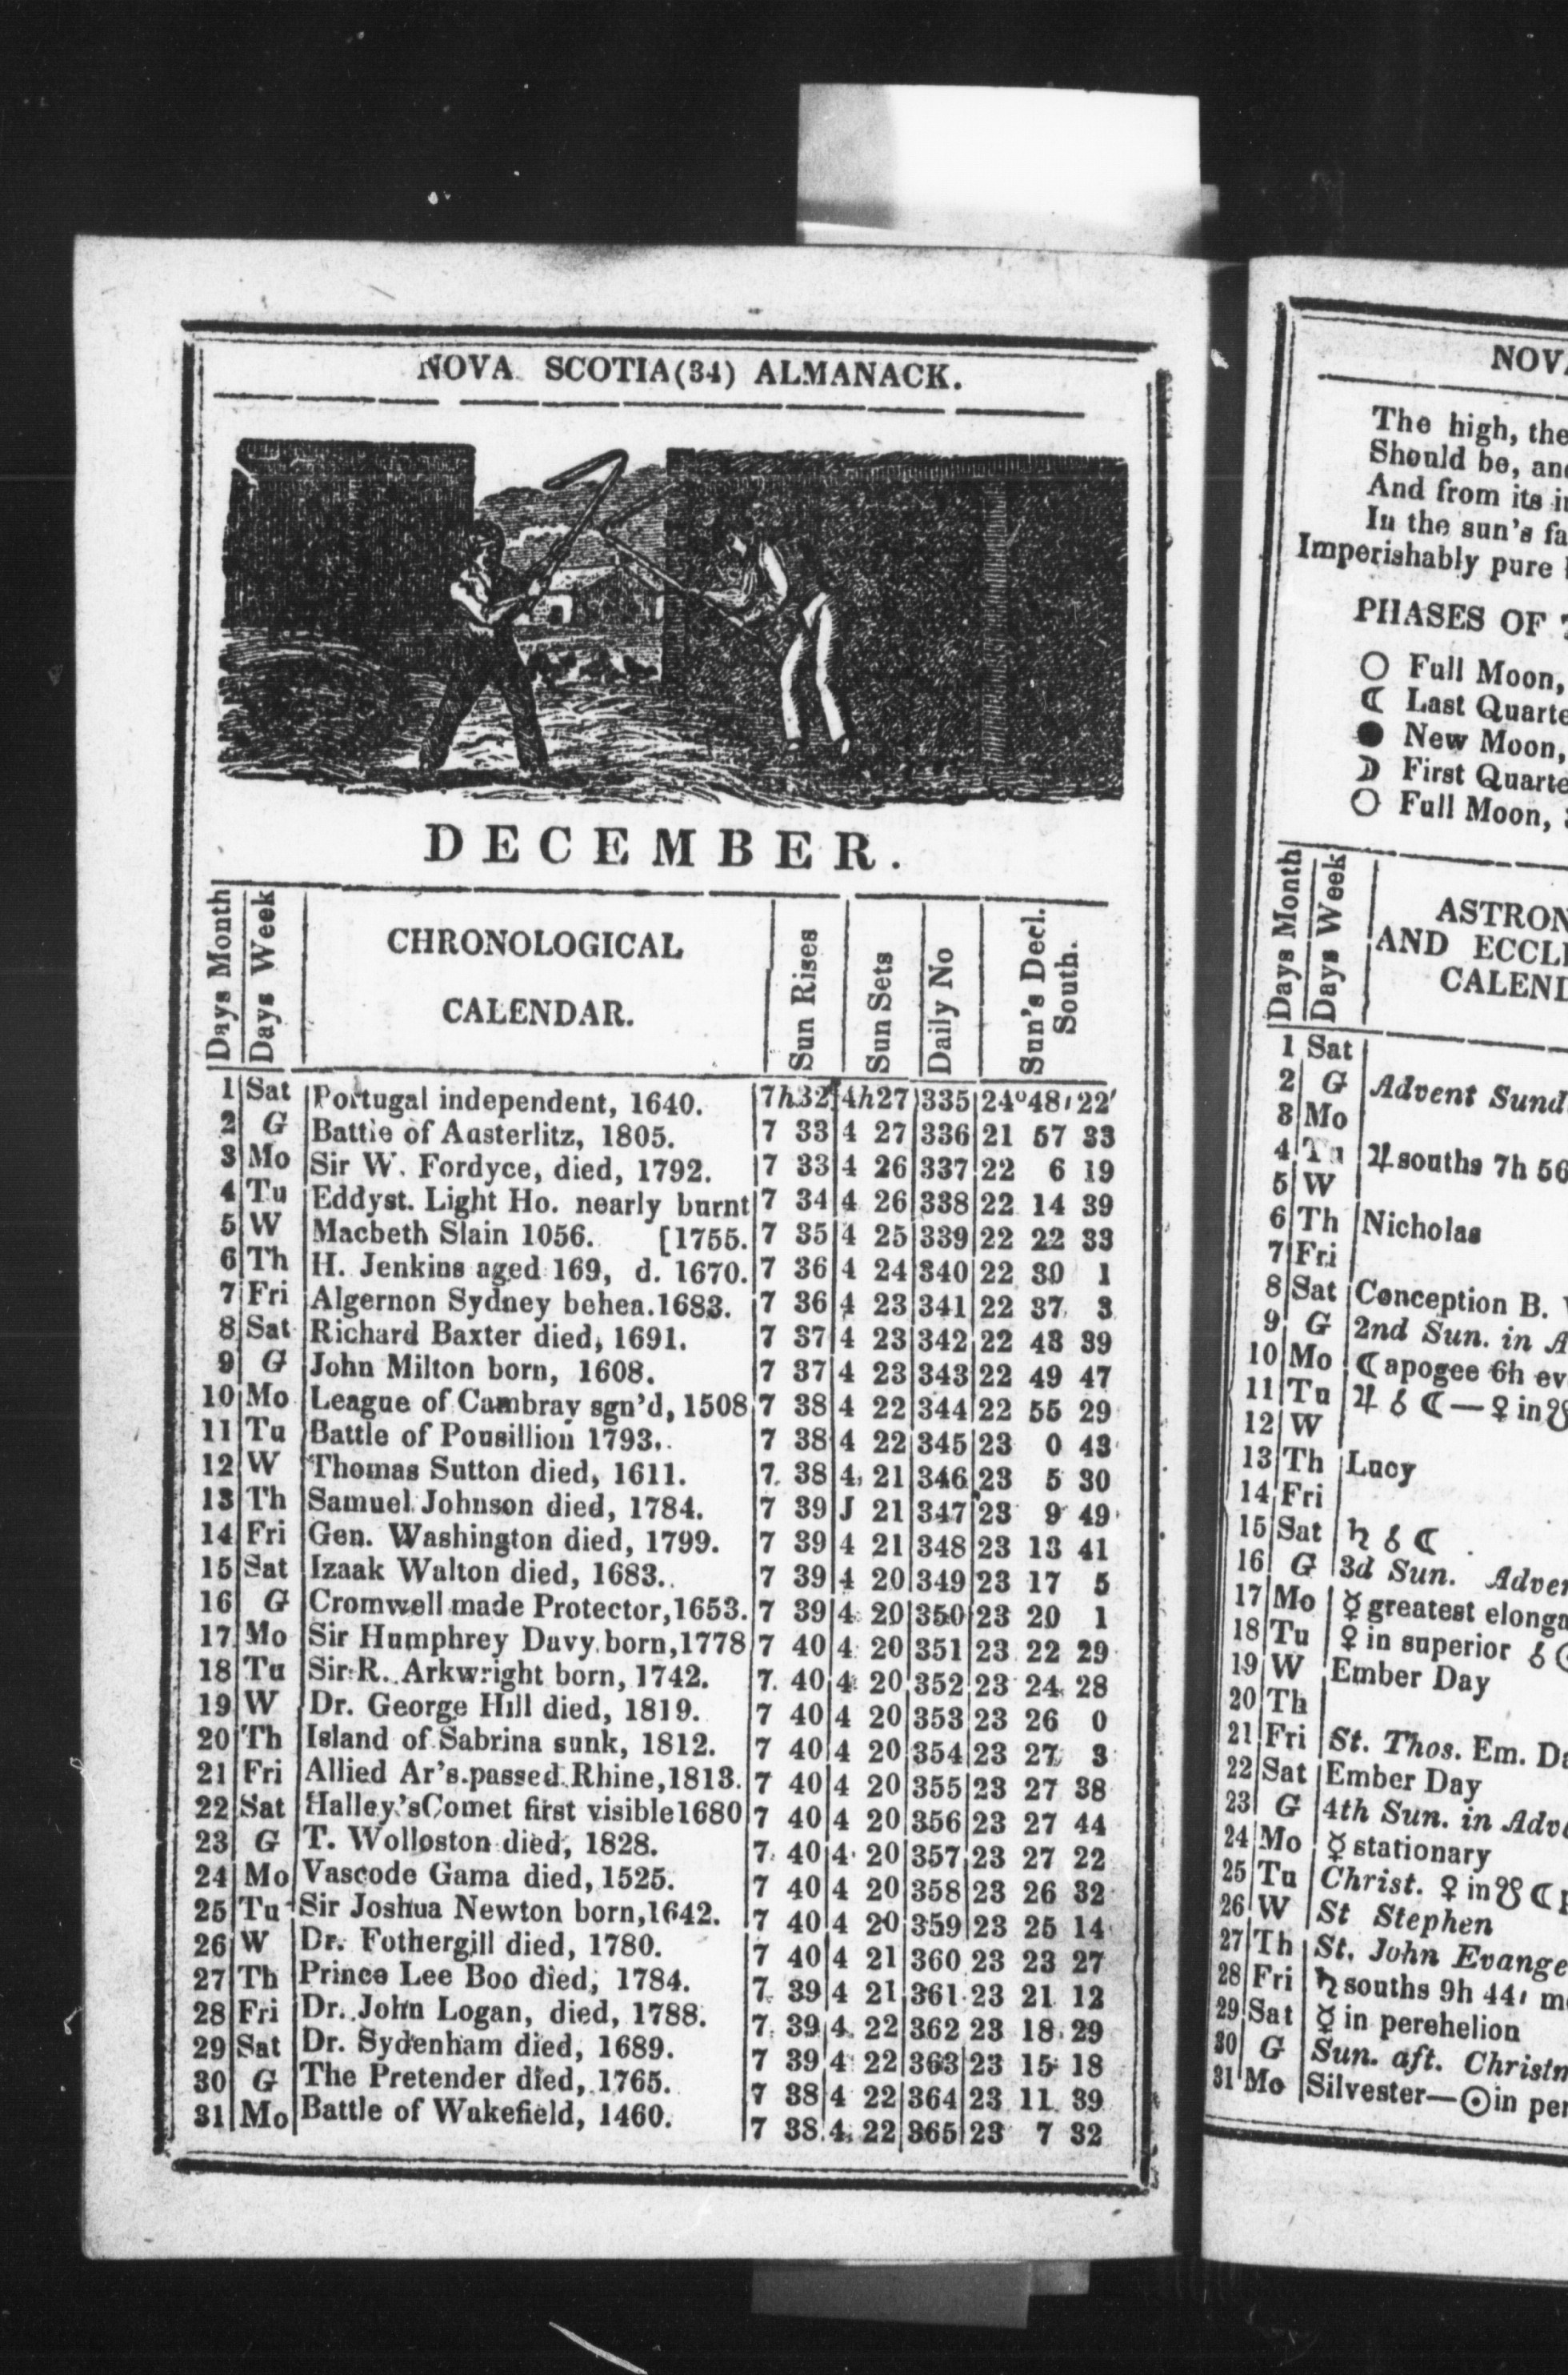 NOVA SCOTIA (34) ALMANACK.
DECEMBER.
Days Month
Days Week
CHRONOLOGICAL
CALENDAR.
Sun Rises
Sun Sets
Daily No
Sun's Decl.
South.
1 Sat Portugal independent, 1640. 7h32 4h27 335 24°48′22′
2 G Battle of Austerlitz, 1805. 7 33 4 27 336 21 57 33
3 Mo Sir W. Fordyce, died, 1792. 7 33 4 26 337 22 6 19
4 Tu Eddyst. Light Ho. nearly burnt 7 34 4 26 338 22 14 39
5 W Macbeth Slain 1056. [1755. 7 35 4 25 339 22 22 33
6 Th H. Jenkins aged 169, d. 1670. 7 36 4 24 340 22 30 1
7 Fri Algernon Sydney behea.1683. 7 36 4 23 341 22 37 3
8 Sat Richard Baxter died, 1691. 7 37 4 23 342 22 43 39
9 G John Milton born, 1608. 7 37 4 23 343 22 49 47
10 Mo League of Cambray sgn'd, 1508 7 38 4 22 344 22 55 29
11 Tu Battle of Pousillion 1793. 7 38 4 22 345 23 0 43
12 W Thomas Sutton died, 1611. 7 38 4 21 346 23 5 30
13 Th Samuel Johnson died, 1784. 7 39 J 21 347 23 9 49
14 Fri Gen. Washington died, 1799. 7 39 4 21 348 23 13 41
15 Sat Izaak Walton died, 1683. 7 39 4 20 349 23 17 5
16 G Cromwell made Protector,1653. 7 39 4 20 350 23 20 1
17 Mo Sir Humphrey Davy born,1778 7 40 4 20 351 23 22 29
18 Tu Sir R. Arkwright born, 1742. 7 40 4 20 352 23 24 28
19 W Dr. George Hill died, 1819. 7 40 4 20 353 23 26 0
20 Th Island of Sabrina sunk, 1812. 7 40 4 20 354 23 27 3
21 Fri Allied Ar's.passed Rhine,1813. 7 40 4 20 355 23 27 38
22 Sat Halley'sComet first visible1680 7 40 4 20 356 23 27 44
23 G T. Wolloston died, 1828. 7 40 4 20 357 23 27 22
24 Mo Vascode Gama died, 1525. 7 40 4 20 358 23 26 32
25 Tu Sir Joshua Newton born,1642. 7 40 4 20 359 23 25 14
26 W Dr. Fothergill died, 1780. 7 40 4 21 360 23 23 27
27 Th Prince Lee Boo died, 1784. 7 39 4 21 361 23 21 12
28 Fri Dr. John Logan, died, 1788. 7 39 4 22 362 23 18 29
29 Sat Dr. Sydenham died, 1689. 7 39 4 22 363 23 15 18
30 G The Pretender died, 1765. 7 38 4 22 364 23 11 39
31 Mo Battle of Wakefield, 1460. 7 38 4 22 365 23 7 32
The high, the
Should be,
And from its
In the sun's
Imperishably pure
PHASES OF
○ Full Moon,
☾ Last
● New Moon,
☽ First
○ Full Moon,
Days Month
Days Week
AND
1 Sat
2 G Advent
3 Mo
4 Tu ♃ souths 7h 56
5 W
6 Th Nicholas
7 Fri
8 Sat Conception B.
9 G 2nd Sun. in
10 Mo ☾ apogee 6h
11 Tu ♃ ☌ ☾ — ♀ in ☋
12 W
13 Th Lucy
14 Fri
15 Sat ♄ ☌ ☾
16 G 3d Sun.
17 Mo ☿ greatest
18 Tu ♀ in superior ☌
19 W Ember Day
20 Th
21 Fri St. Thos. Em.
22 Sat Ember Day
23 G 4th Sun. in
24 Mo ☿ stationary
25 Tu Christ. ♀ in ☋ ☾
26 W St Stephen
27 Th St. John
28 Fri ♄ souths 9h 44′
29 Sat ☿ in perehelion
30 G Sun. aft.
31 Mo Silvester—☉ in